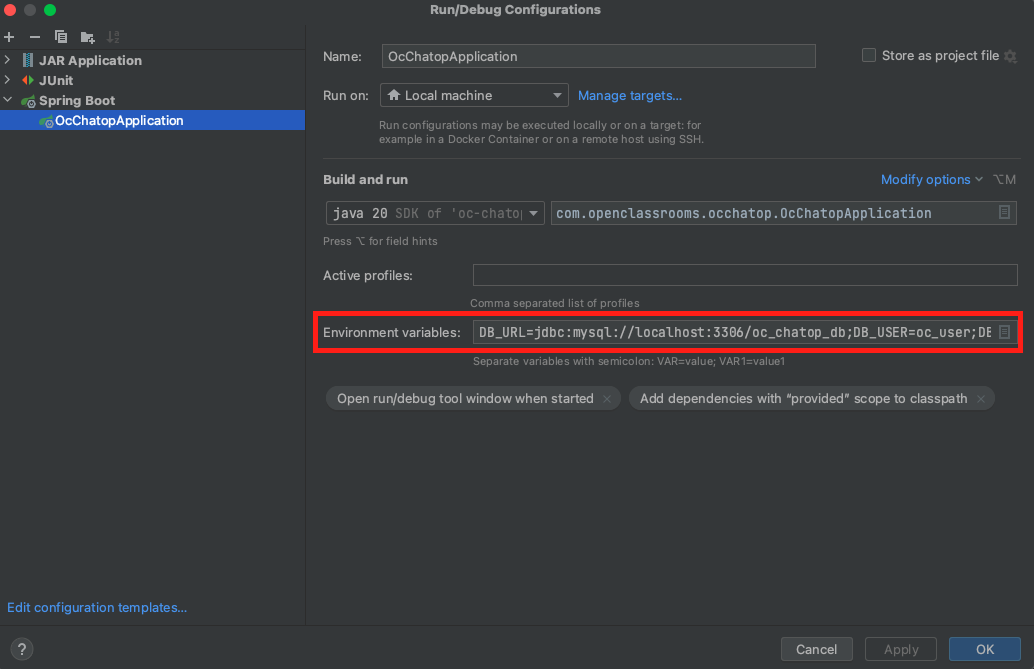 Run/Debug Configurations
JAR Application
JUnit
Spring Boot
OcChatopApplication
Edit configuration templates...
Name: OcChatopApplication Store as project file
Run on: Local machine Manage targets...
Run configurations may be executed locally or on a target: for
example in a Docker Container or on a remote host using SSH.
Build and run Modify options ⌥M
java 20 SDK of 'oc-chatop com.openclassrooms.occhatop.OcChatopApplication
Press ⌥ for field hints
Active profiles:
Comma separated list of profiles
Environment variables: DB_URL=jdbc:mysql://localhost:3306/oc_chatop_db;DB_USER=oc_user;DB
Separate variables with semicolon: VAR=value; VAR1=value1
Open run/debug tool window when started × Add dependencies with “provided” scope to classpath ×
? Cancel Apply OK